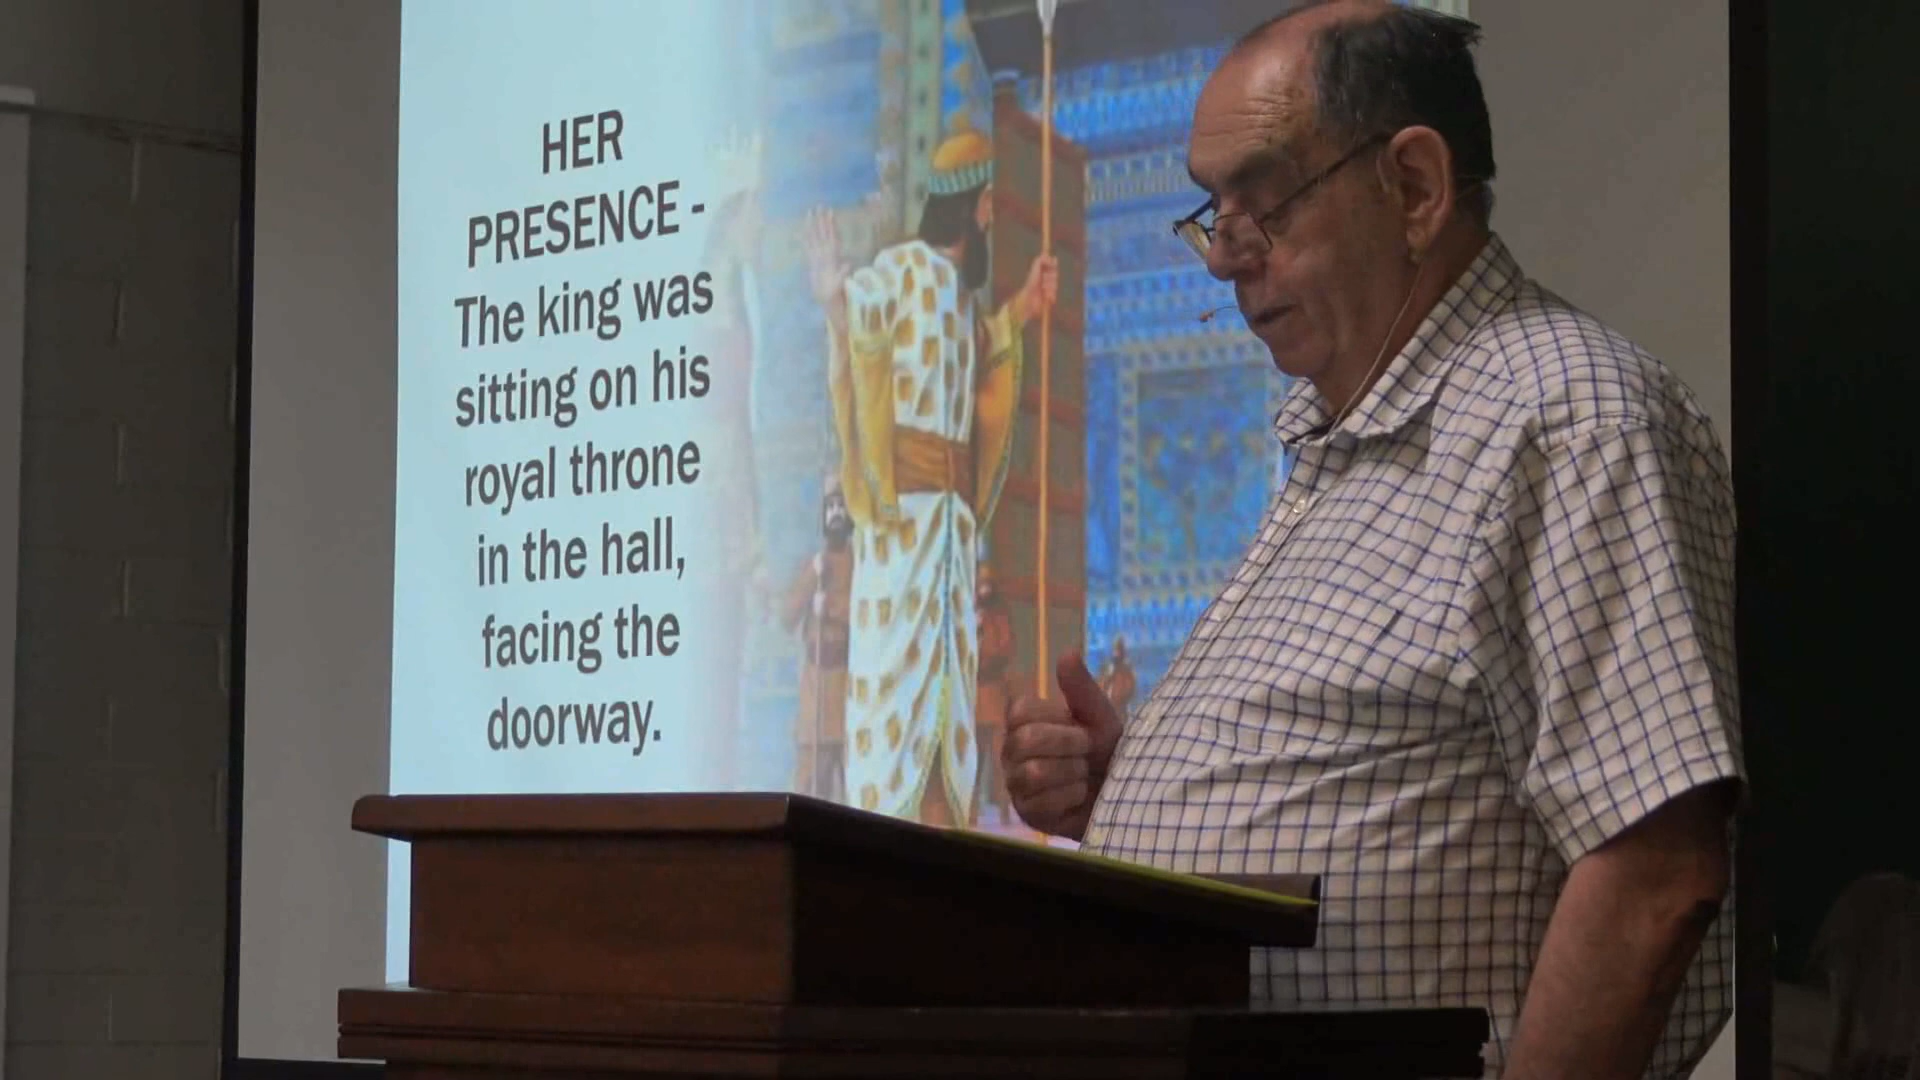 HER
PRESENCE -
The king was
sitting on his
royal throne
in the hall,
facing the
doorway.